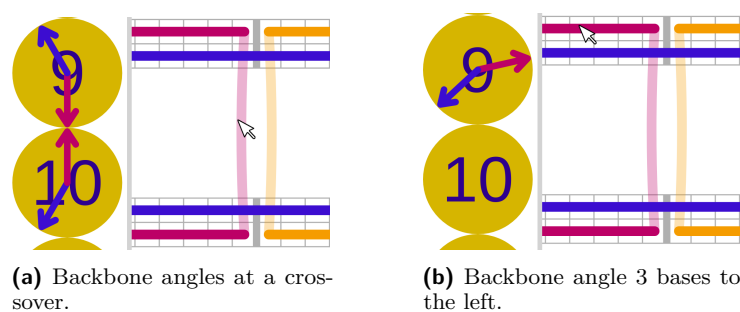 9
10
9
10
(a) Backbone angles at a cros-
sover.
(b) Backbone angle 3 bases to
the left.